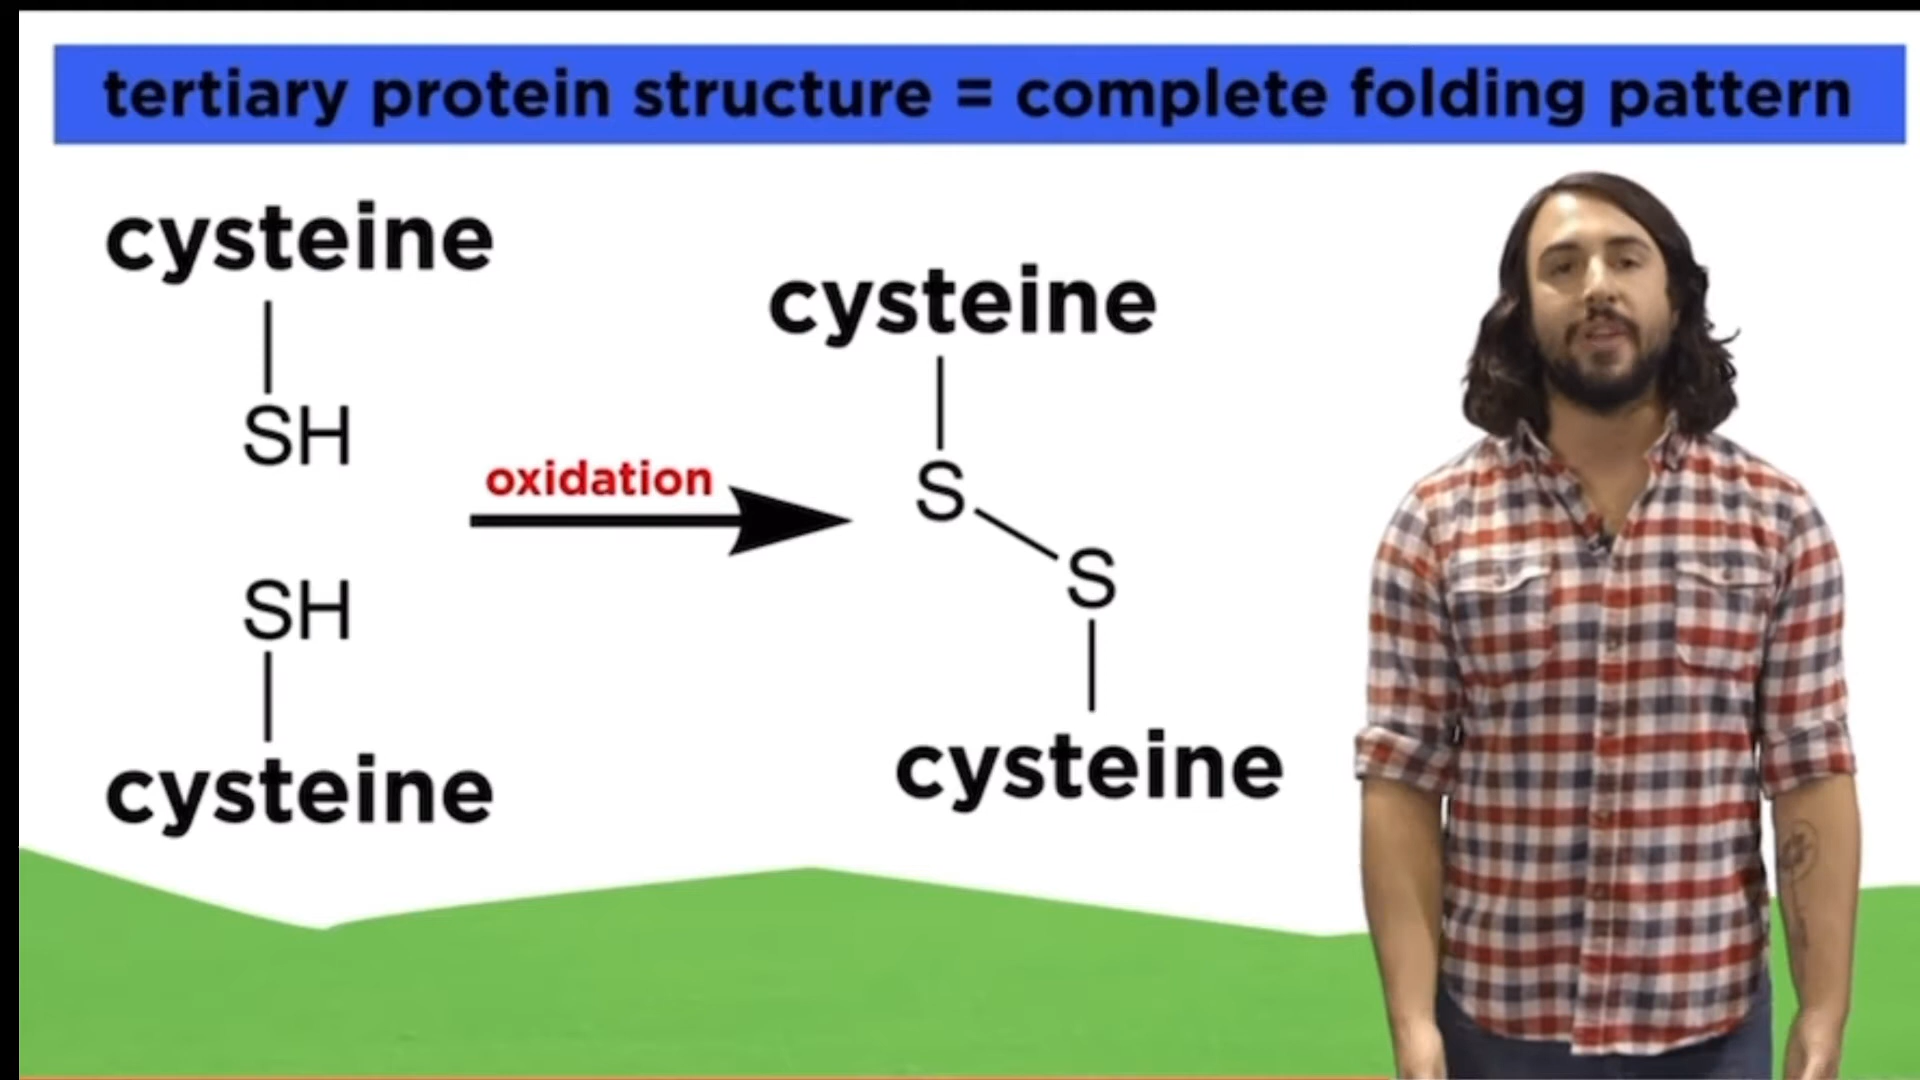 tertiary protein structure = complete folding pattern
cysteine
SH
SH
cysteine
oxidation
cysteine
S
S
cysteine